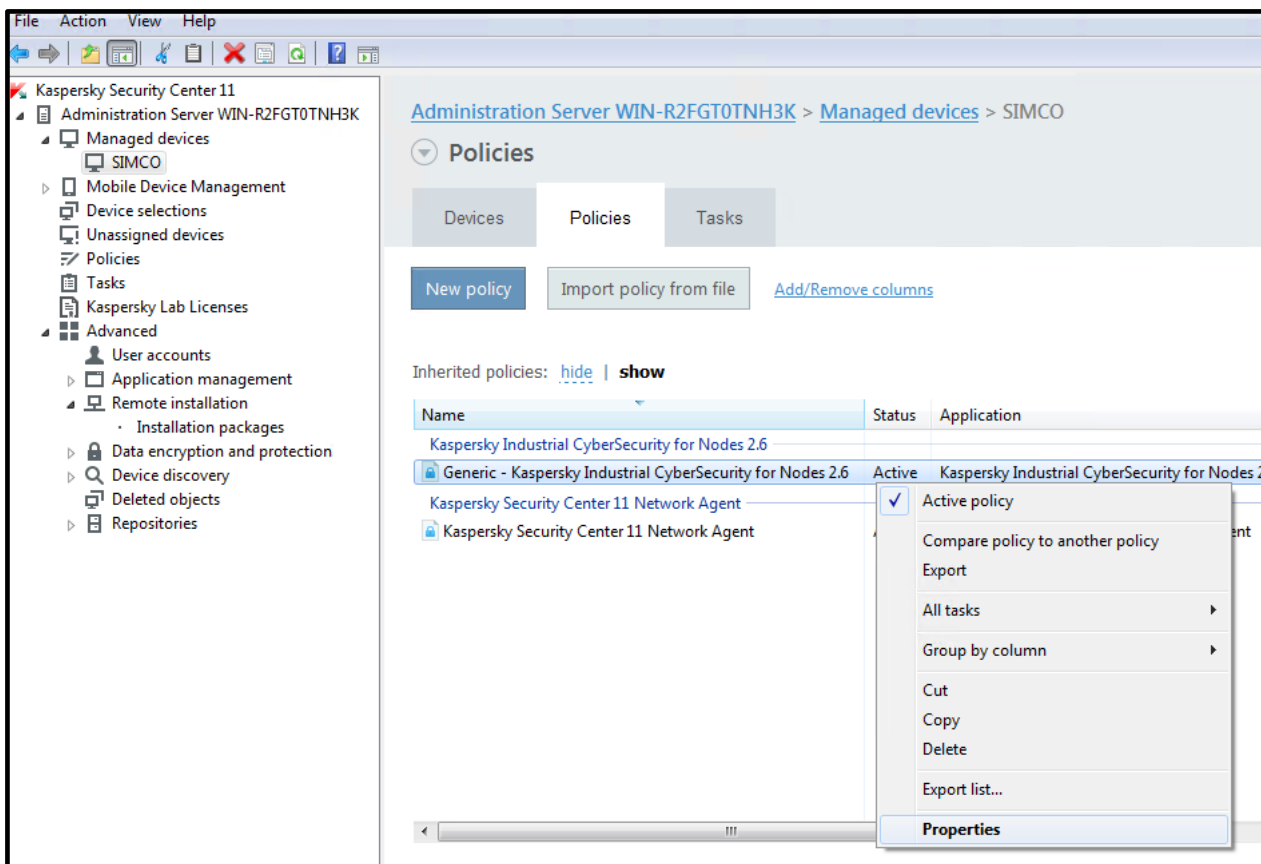 File Action View Help
Kaspersky Security Center 11
Administration Server WIN-R2FGT0TNH3K
Managed devices
SIMCO
Mobile Device Management
Device selections
Unassigned devices
Policies
Tasks
Kaspersky Lab Licenses
Advanced
User accounts
Application management
Remote installation
Installation packages
Data encryption and protection
Device discovery
Deleted objects
Repositories
Administration Server WIN-R2FGT0TNH3K > Managed devices > SIMCO
Policies
Devices Policies Tasks
New policy Import policy from file Add/Remove columns
Inherited policies: hide | show
Name Status Application
Kaspersky Industrial CyberSecurity for Nodes 2.6
Generic - Kaspersky Industrial CyberSecurity for Nodes 2.6 Active Kaspersky Industrial CyberSecurity for Nodes 2
Kaspersky Security Center 11 Network Agent
Kaspersky Security Center 11 Network Agent
Active policy
Compare policy to another policy
Export
All tasks
Group by column
Cut
Copy
Delete
Export list...
Properties